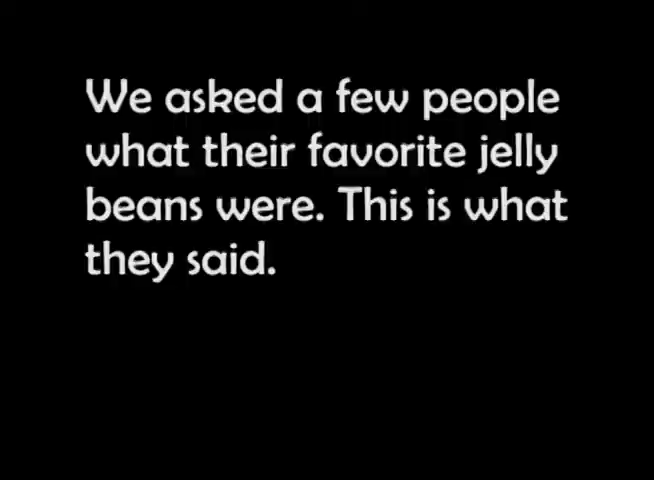 We asked a few people
what their favorite jelly
beans were. This is what
they said.